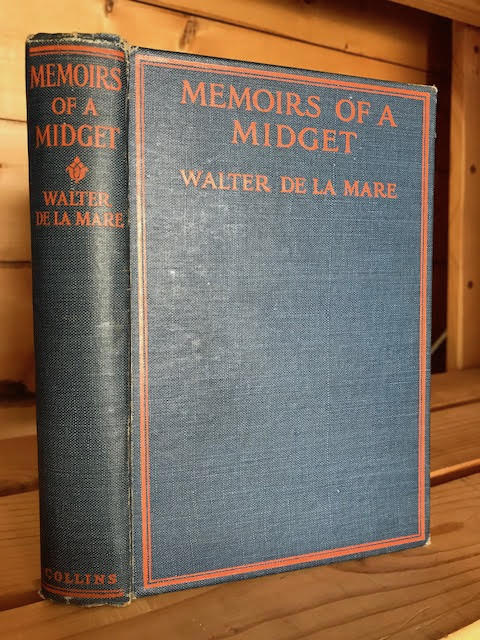 MEMOIRS
OF A
MIDGET
WALTER
DE LA MARE
COLLINS
MEMOIRS OF A
MIDGET
WALTER DE LA MARE